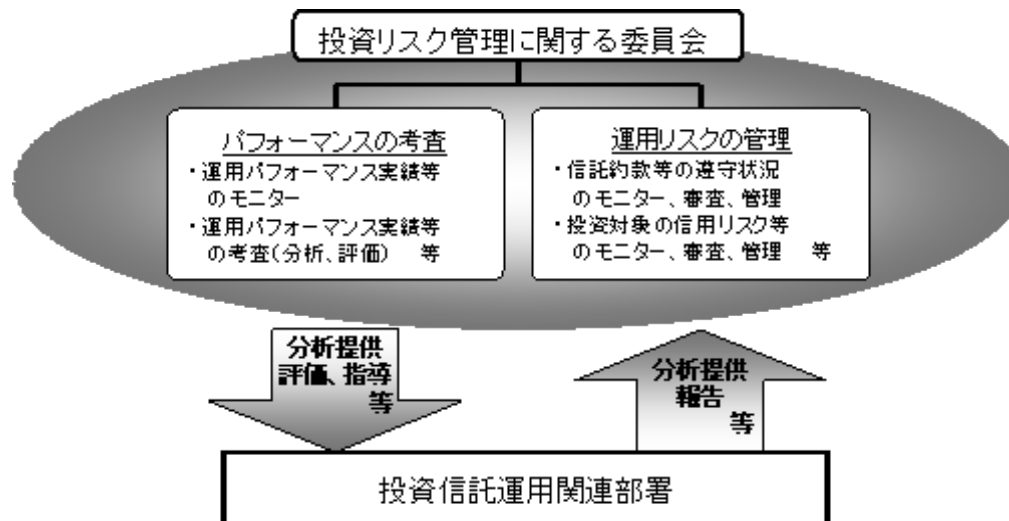 投資リスク管理に関する委員会
パフォーマンスの考査
・運用パフォーマンス実績等
のモニター
・運用パフォーマンス実績等
の考査(分析、評価) 等
運用リスクの管理
・信託約款等の遵守状況
のモニター、審査、管理
・投資対象の信用リスク等
のモニター、審査、管理 等
分析提供
評価、指導
等
分析提供
報告
等
投資信託運用関連部署